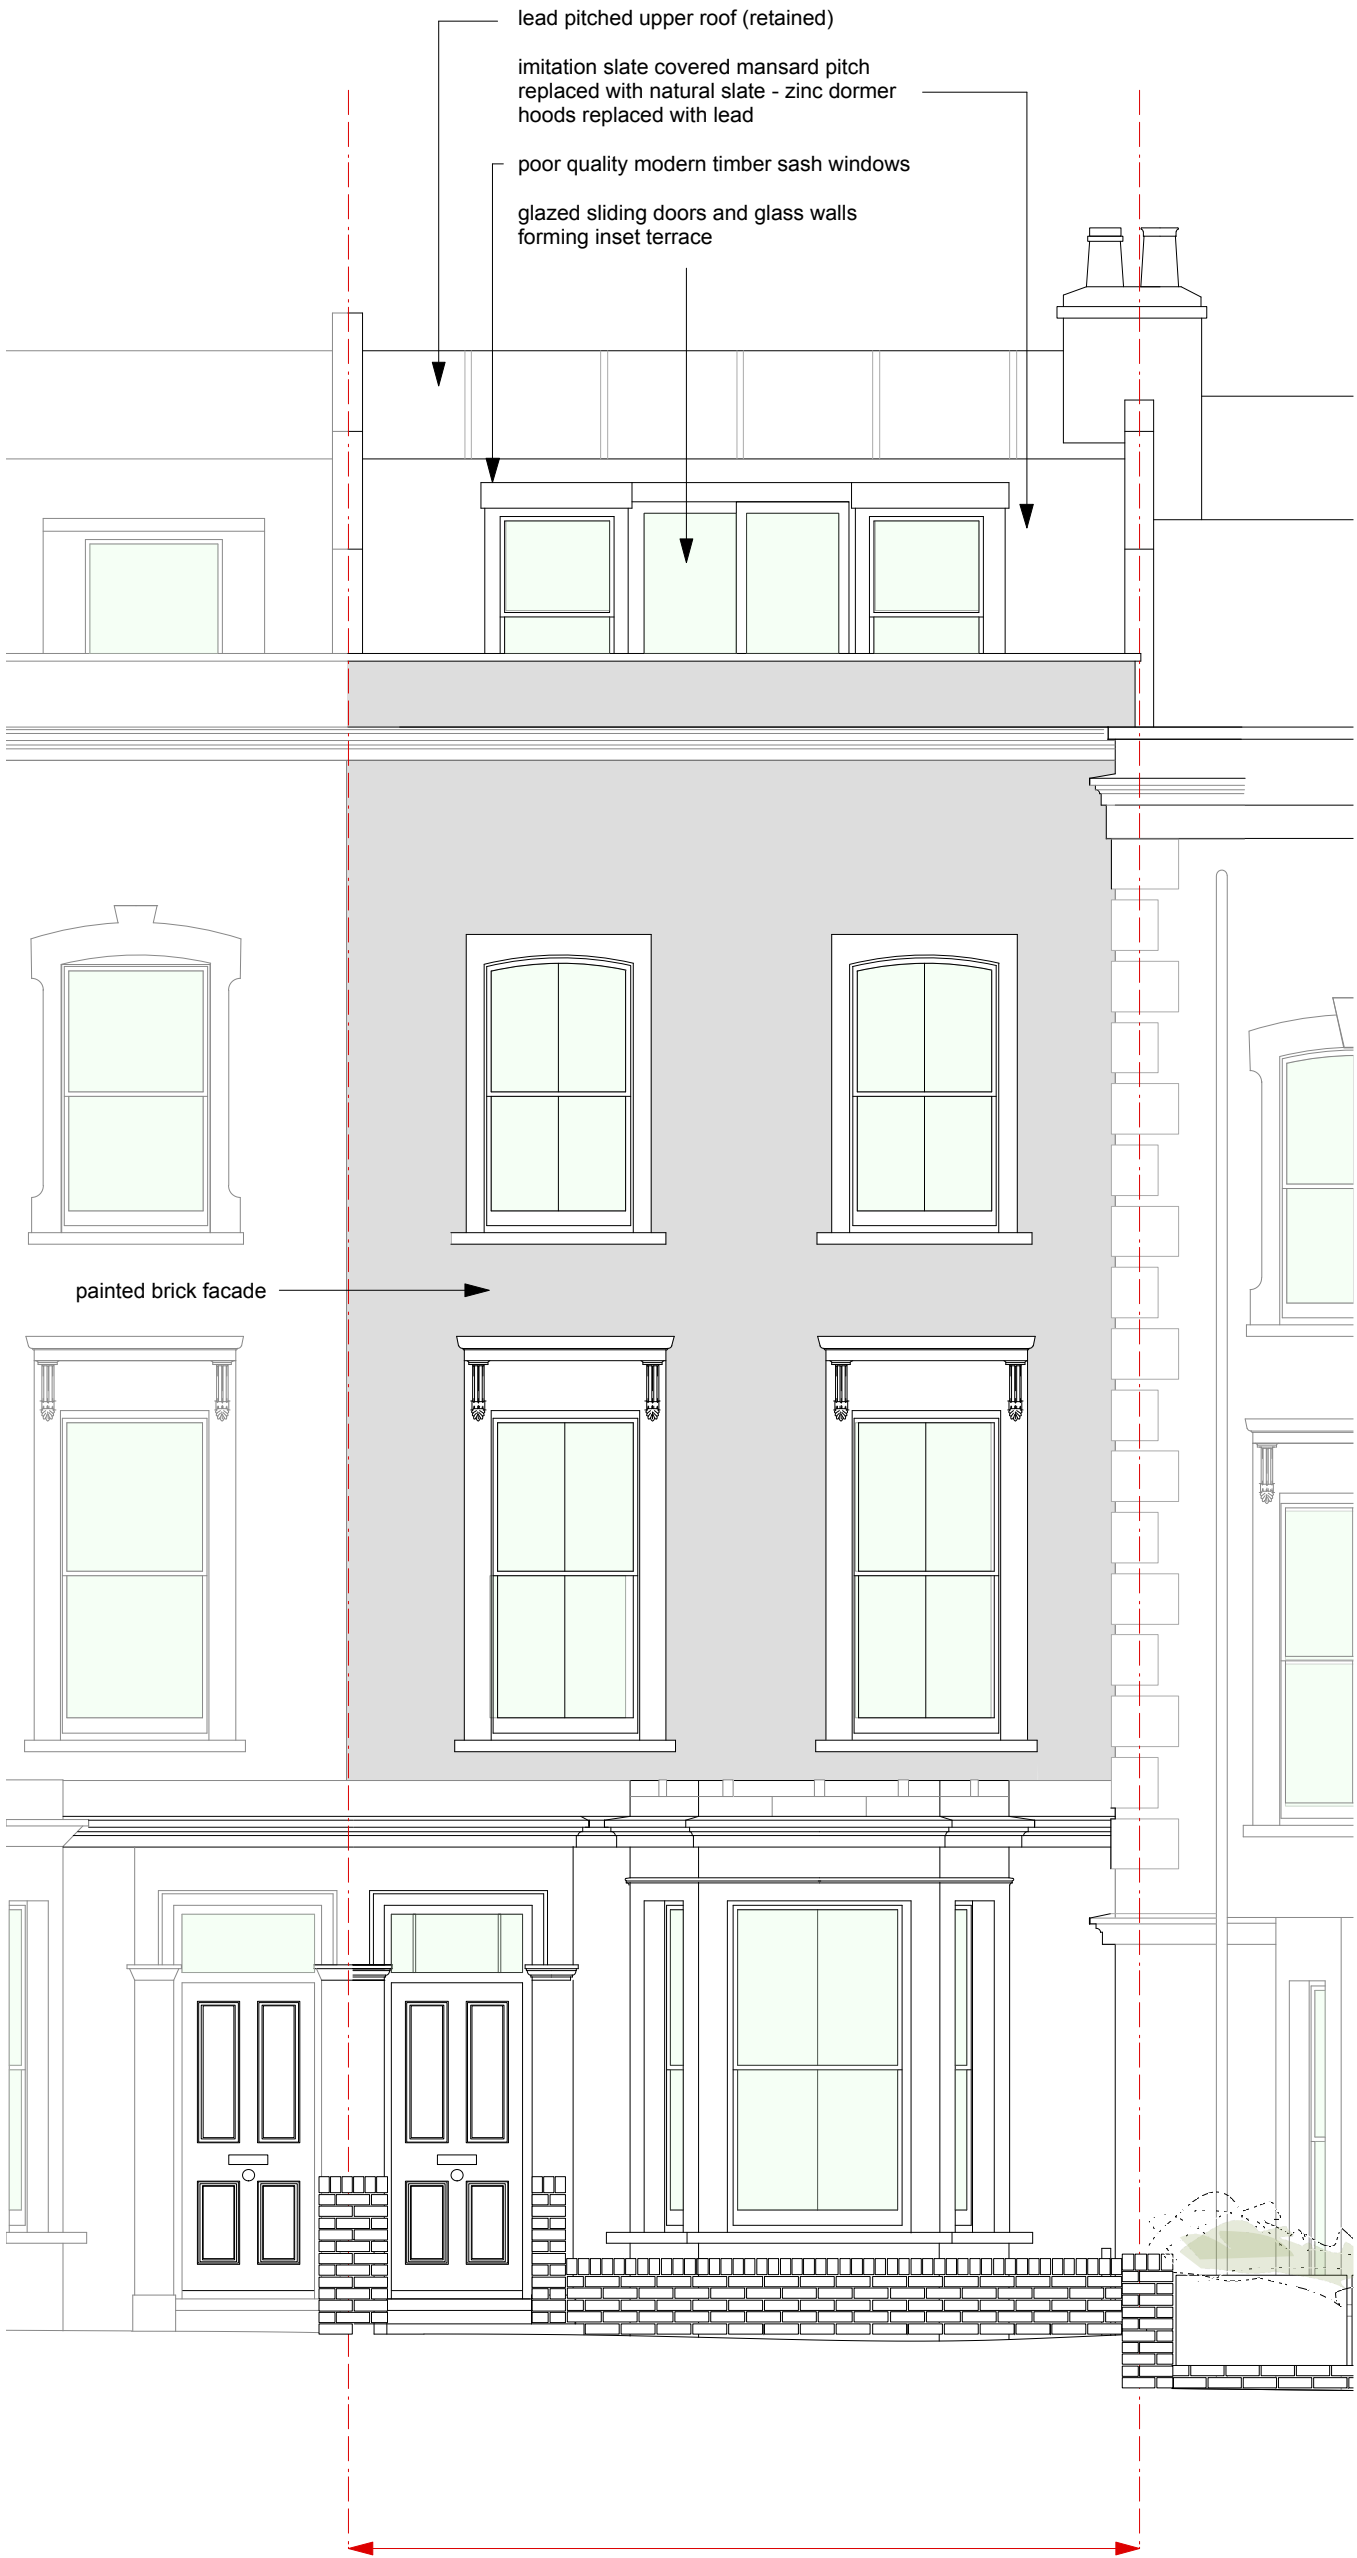 lead pitched upper roof (retained)
imitation slate covered mansard pitch
replaced with natural slate - zinc dormer
hoods replaced with lead
poor quality modern timber sash windows
glazed sliding doors and glass walls
forming inset terrace
painted brick facade